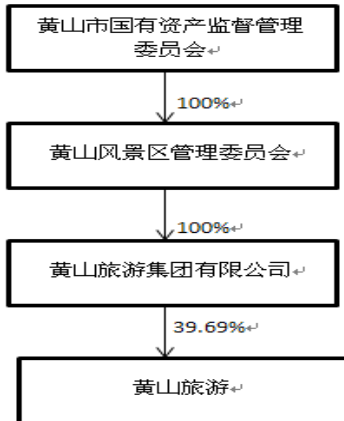 黄山市国有资产监督管理
委员会↵
100%↵
黄山风景区管理委员会↵
100%↵
黄山旅游集团有限公司↵
39.69%↵
黄山旅游↵